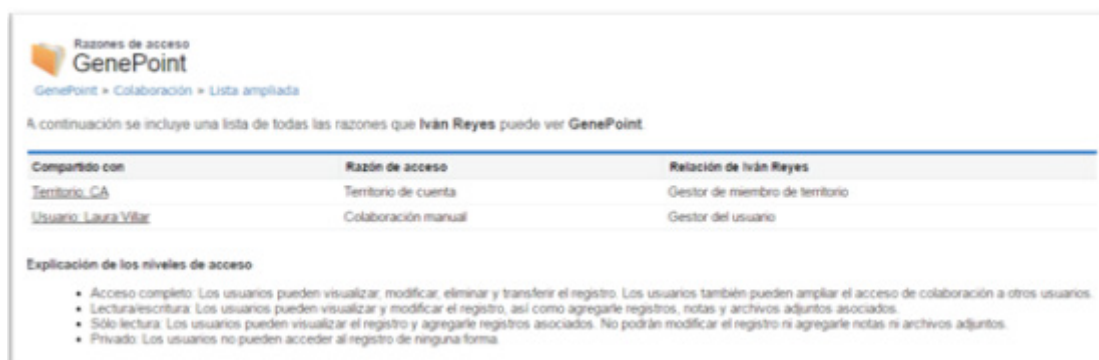 Razones de acceso
GenePoint
GenePoint » Colaboración » Lista ampliada
A continuación se incluye una lista de todas las razones que Iván Reyes puede ver GenePoint.
Compartido con Razón de acceso Relación de Iván Reyes
Territorio: CA Territorio de cuenta Gestor de miembro de territorio
Usuario: Laura Villar Colaboración manual Gestor del usuario
Explicación de los niveles de acceso
• Acceso completo: Los usuarios pueden visualizar, modificar, eliminar y transferir el registro. Los usuarios también pueden ampliar el acceso de colaboración a otros usuarios.
• Lectura/escritura: Los usuarios pueden visualizar y modificar el registro, así como agregarle registros, notas y archivos adjuntos asociados.
• Sólo lectura: Los usuarios pueden visualizar el registro y agregarle registros asociados. No podrán modificar el registro ni agregarle notas ni archivos adjuntos.
• Privado: Los usuarios no pueden acceder al registro de ninguna forma.